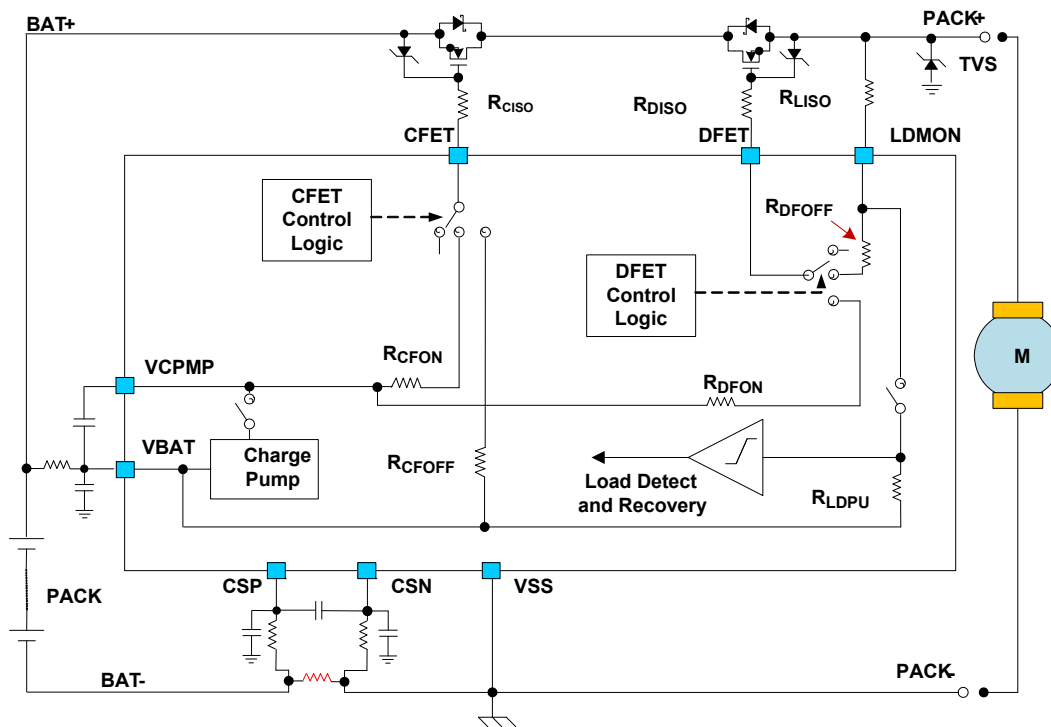 BAT+
PACK+
TVS
RCISO
RDISO
RLISO
CFET
DFET
LDMON
CFET
Control
Logic
RDFOFF
DFET
Control
Logic
M
RCFON
VCPMP
RDFON
VBAT
Charge
Pump
RCFOFF
Load Detect
and Recovery
RLDPU
CSP
CSN
VSS
PACK
BAT-
PACK-